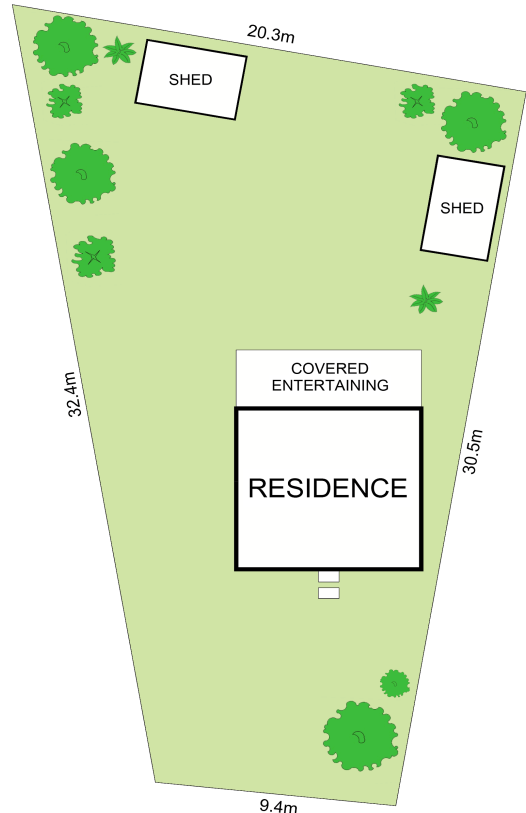 20.3m
SHED
SHED
COVERED
ENTERTAINING
32.4m
30.5m
RESIDENCE
9.4m